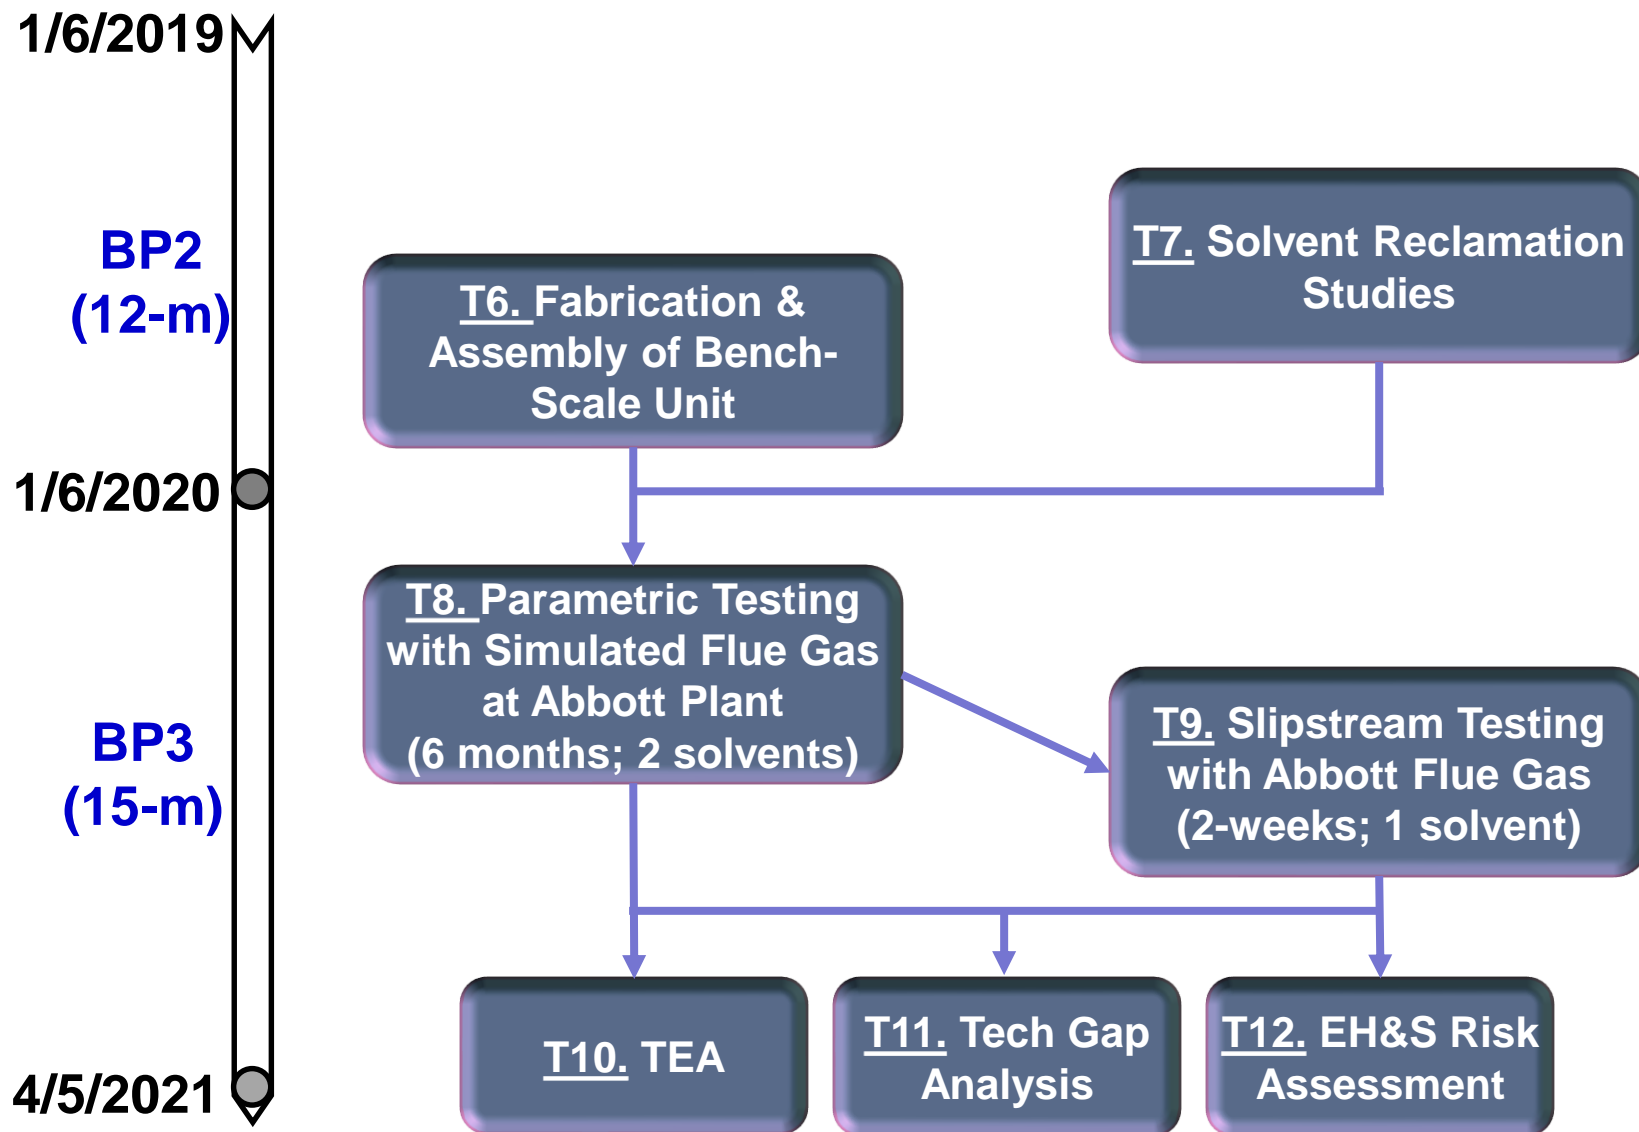 1/6/2019
BP2
(12-m)
1/6/2020
BP3
(15-m)
4/5/2021
T7. Solvent Reclamation
Studies
T6. Fabrication &
Assembly of Bench-
Scale Unit
T8. Parametric Testing
with Simulated Flue Gas
at Abbott Plant
(6 months; 2 solvents)
T9. Slipstream Testing
with Abbott Flue Gas
(2-weeks; 1 solvent)
T10. TEA
T11. Tech Gap
Analysis
T12. EH&S Risk
Assessment